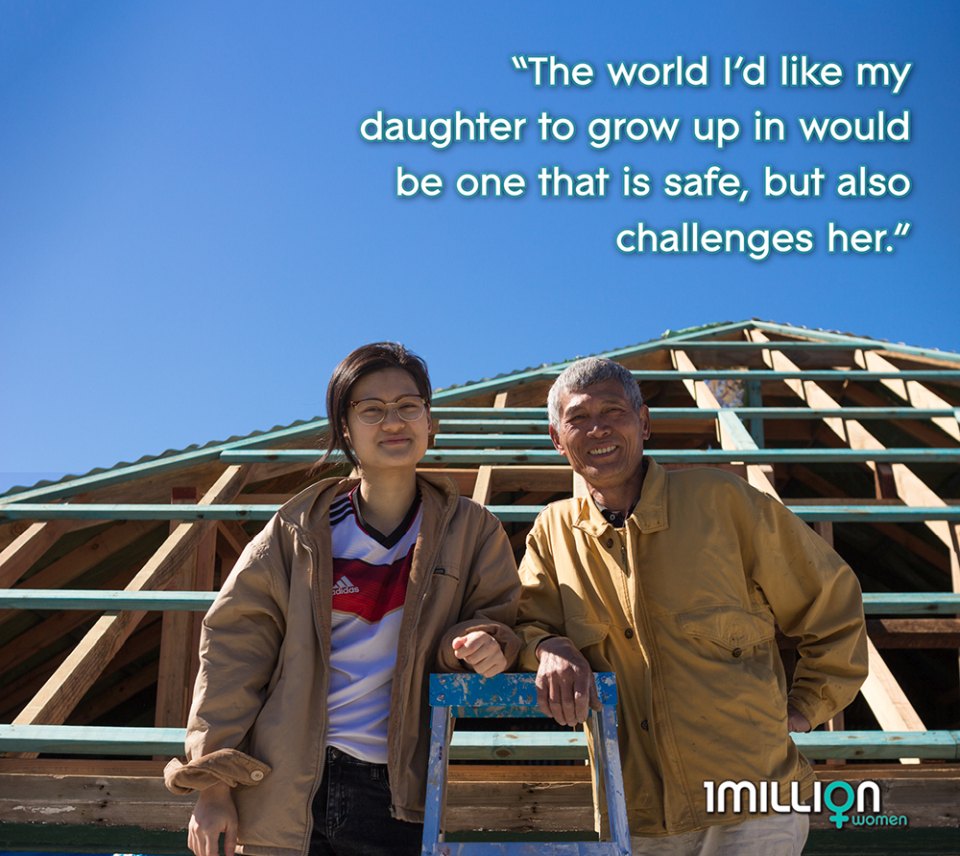 “The world I’d like my
daughter to grow up in would
be one that is safe, but also
challenges her.”
adidas
1MILLION
women